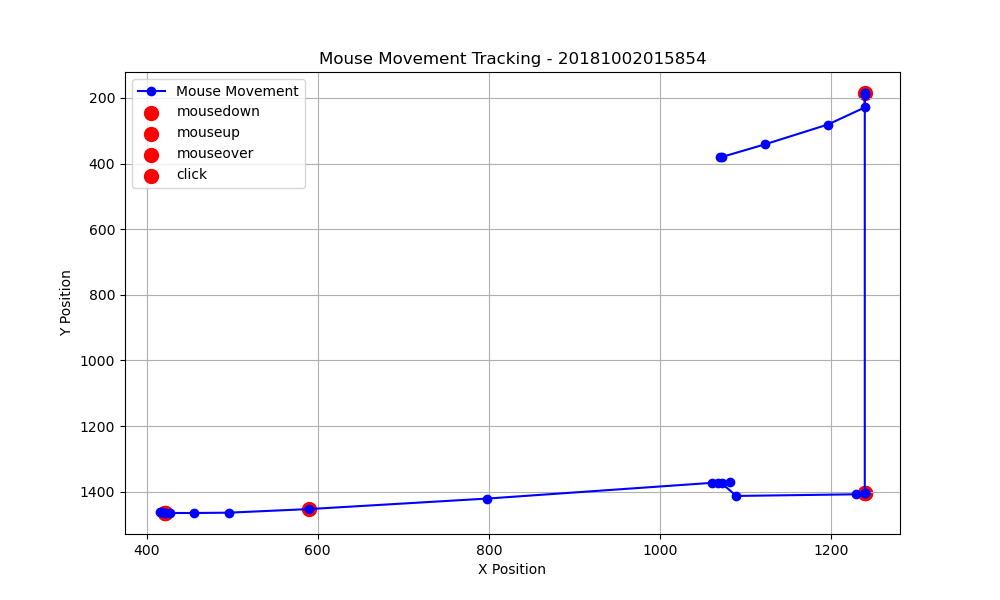 Mouse Movement Tracking - 20181002015854
Mouse Movement
mousedown
mouseup
mouseover
click
200
400
600
800
1000
1200
1400
Y Position
400
600
800
1000
1200
X Position